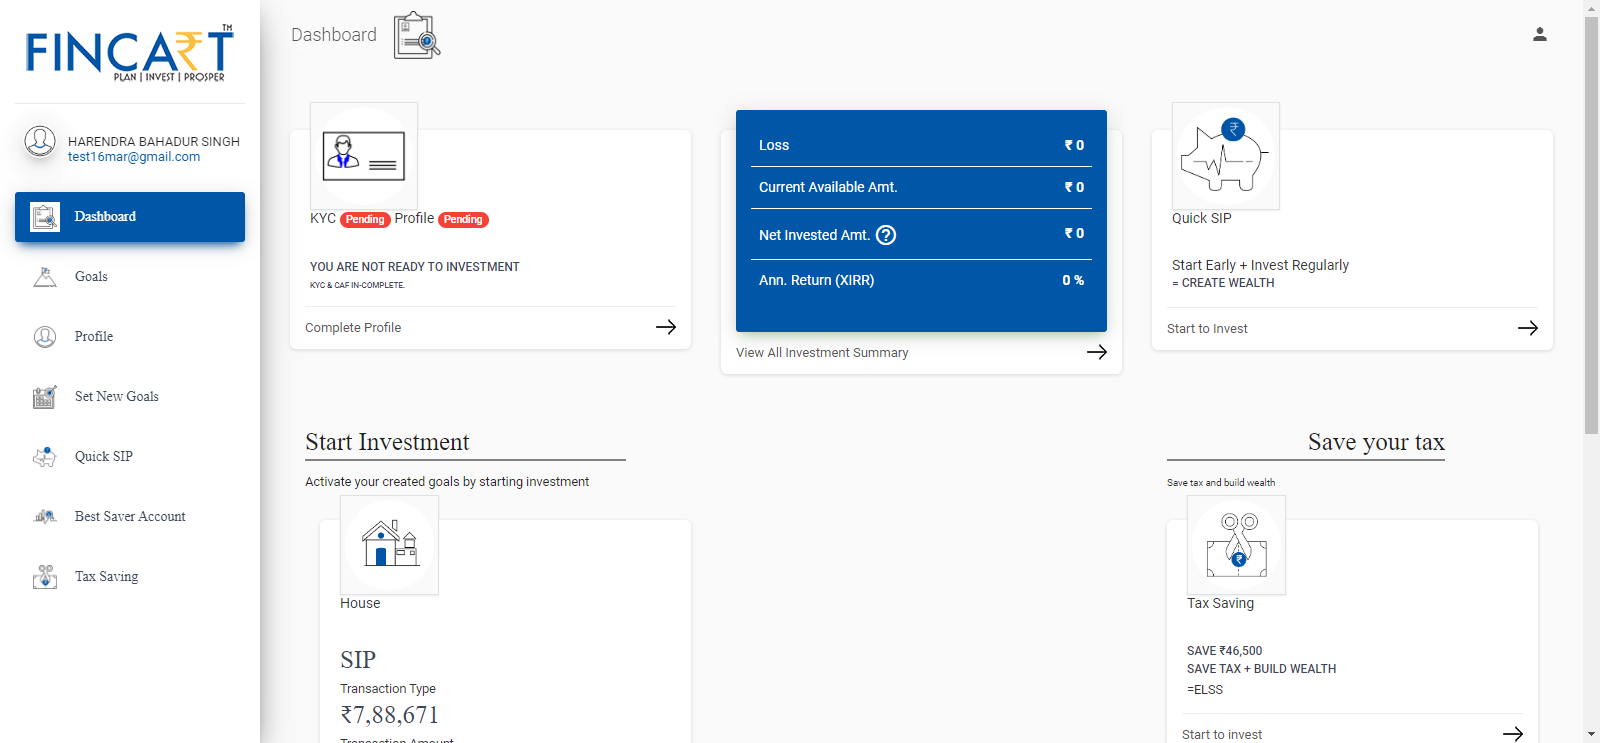 FINCART
TM
PLAN | INVEST | PROSPER
HARENDRA BAHADUR SINGH
test16mar@gmail.com
Dashboard
Goals
Profile
Set New Goals
Quick SIP
Best Saver Account
Tax Saving
Dashboard
KYC Pending Profile Pending
YOU ARE NOT READY TO INVESTMENT
KYC & CAF IN-COMPLETE.
Complete Profile
Loss ₹ 0
Current Available Amt. ₹ 0
Net Invested Amt. ? ₹ 0
Ann. Return (XIRR) 0 %
View All Investment Summary
₹
Quick SIP
Start Early + Invest Regularly
= CREATE WEALTH
Start to Invest
Start Investment
Activate your created goals by starting investment
House
SIP
Transaction Type
₹7,88,671
Transaction Amount
Save your tax
Save tax and build wealth
₹
Tax Saving
SAVE ₹46,500
SAVE TAX + BUILD WEALTH
=ELSS
Start to invest